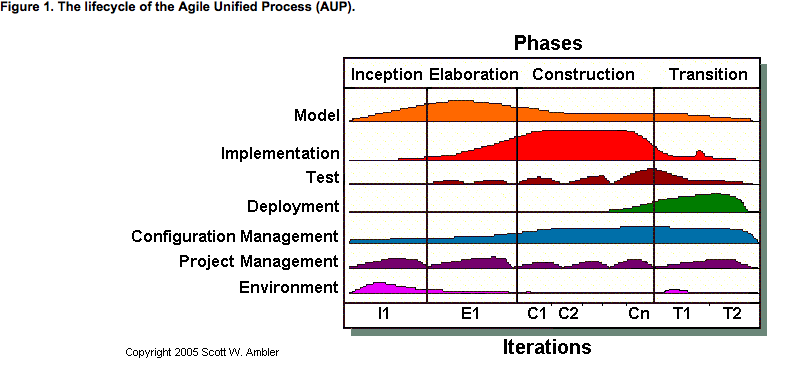 Figure 1. The lifecycle of the Agile Unified Process (AUP).
Phases
Inception Elaboration Construction Transition
Model
Implementation
Test
Deployment
Configuration Management
Project Management
Environment
I1 E1 C1 C2 Cn T1 T2
Iterations
Copyright 2005 Scott W. Ambler